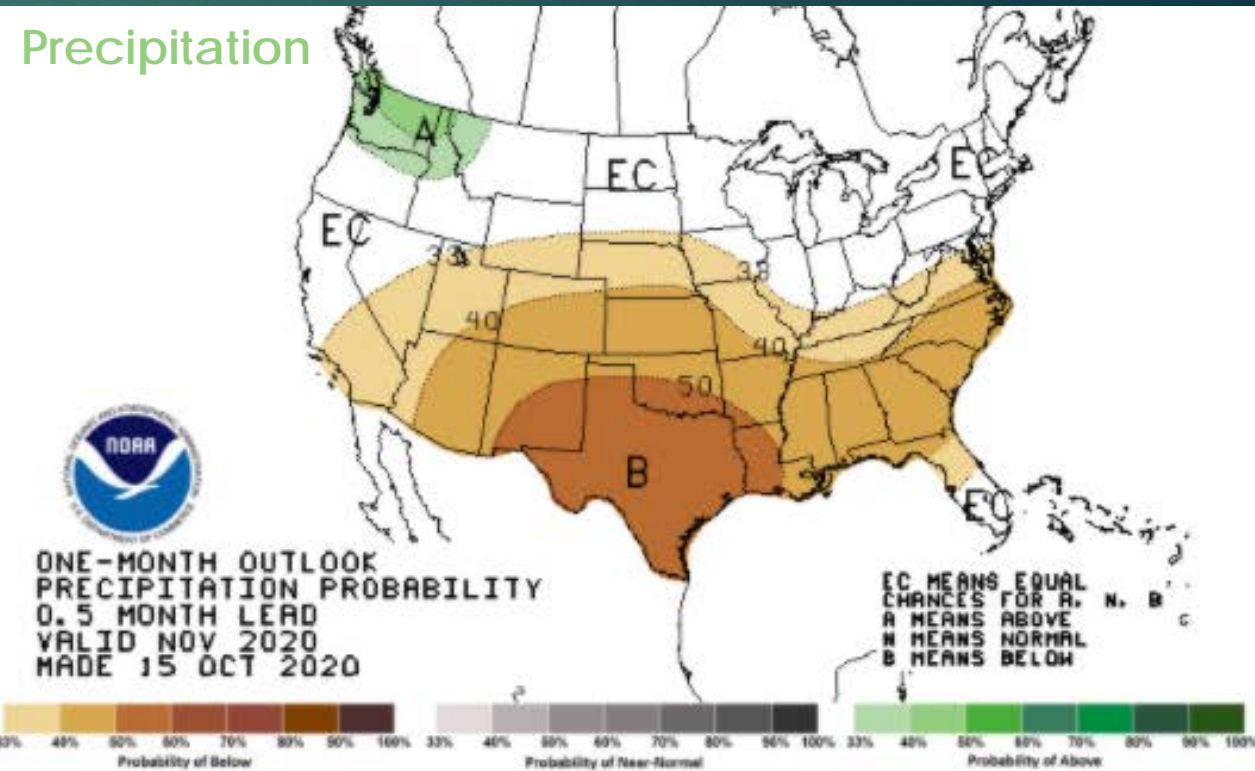 Precipitation
A
EC
EC
EC
33
33
40
40
50
B
EC
NOAA
ONE-MONTH OUTLOOK
PRECIPITATION PROBABILITY
0.5 MONTH LEAD
VALID NOV 2020
MADE 15 OCT 2020
EC MEANS EQUAL
CHANCES FOR A, N, B
A MEANS ABOVE
N MEANS NORMAL
B MEANS BELOW
33% 40% 50% 60% 70% 80% 90% 100%
Probability of Below
33% 40% 50% 60% 70% 80% 90% 100%
Probability of Near-Normal
33% 40% 50% 60% 70% 80% 90% 100%
Probability of Above